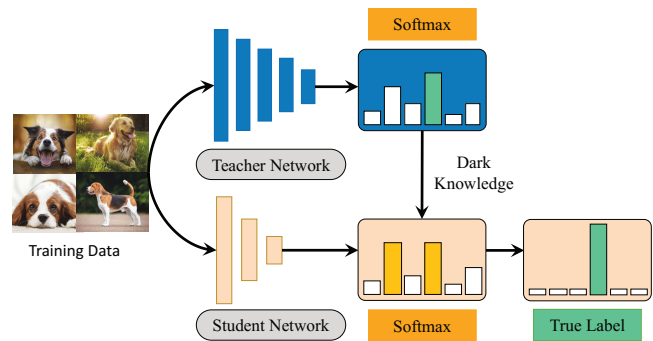 Softmax
Teacher Network
Dark
Knowledge
Training Data
Student Network
Softmax
True Label